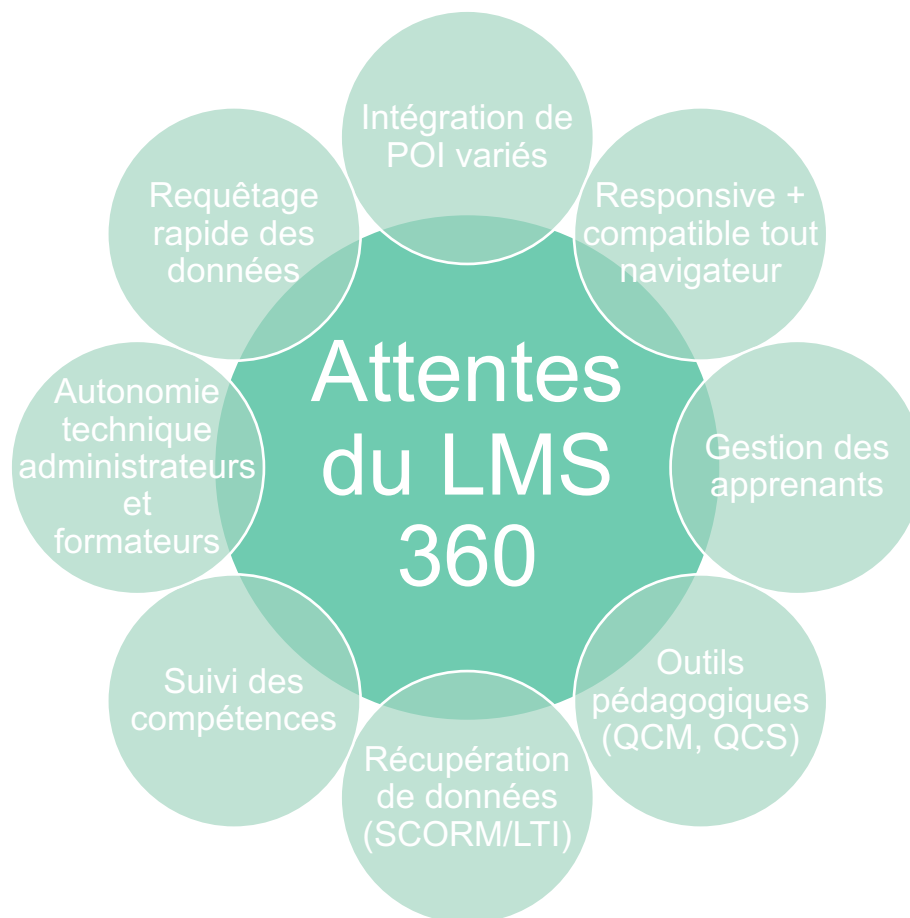 Intégration de
POI variés
Responsive +
compatible tout
navigateur
Gestion des
apprenants
Outils
pédagogiques
(QCM, QCS)
Récupération
de données
(SCORM/LTI)
Suivi des
compétences
Autonomie
technique
administrateurs
et
formateurs
Requêtage
rapide des
données
Attentes
du LMS
360